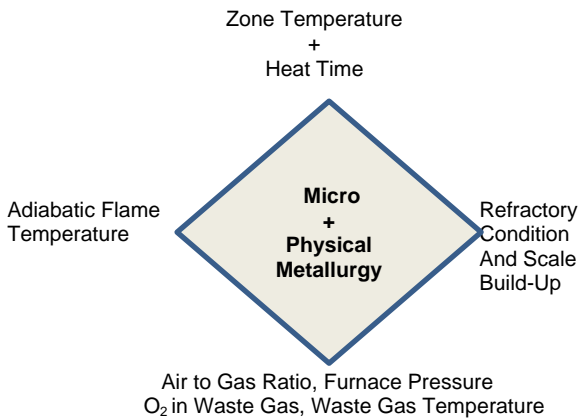 Zone Temperature
+
Heat Time
Adiabatic Flame
Temperature
Micro
+
Physical
Metallurgy
Refractory
Condition
And Scale
Build-Up
Air to Gas Ratio, Furnace Pressure
O₂ in Waste Gas, Waste Gas Temperature